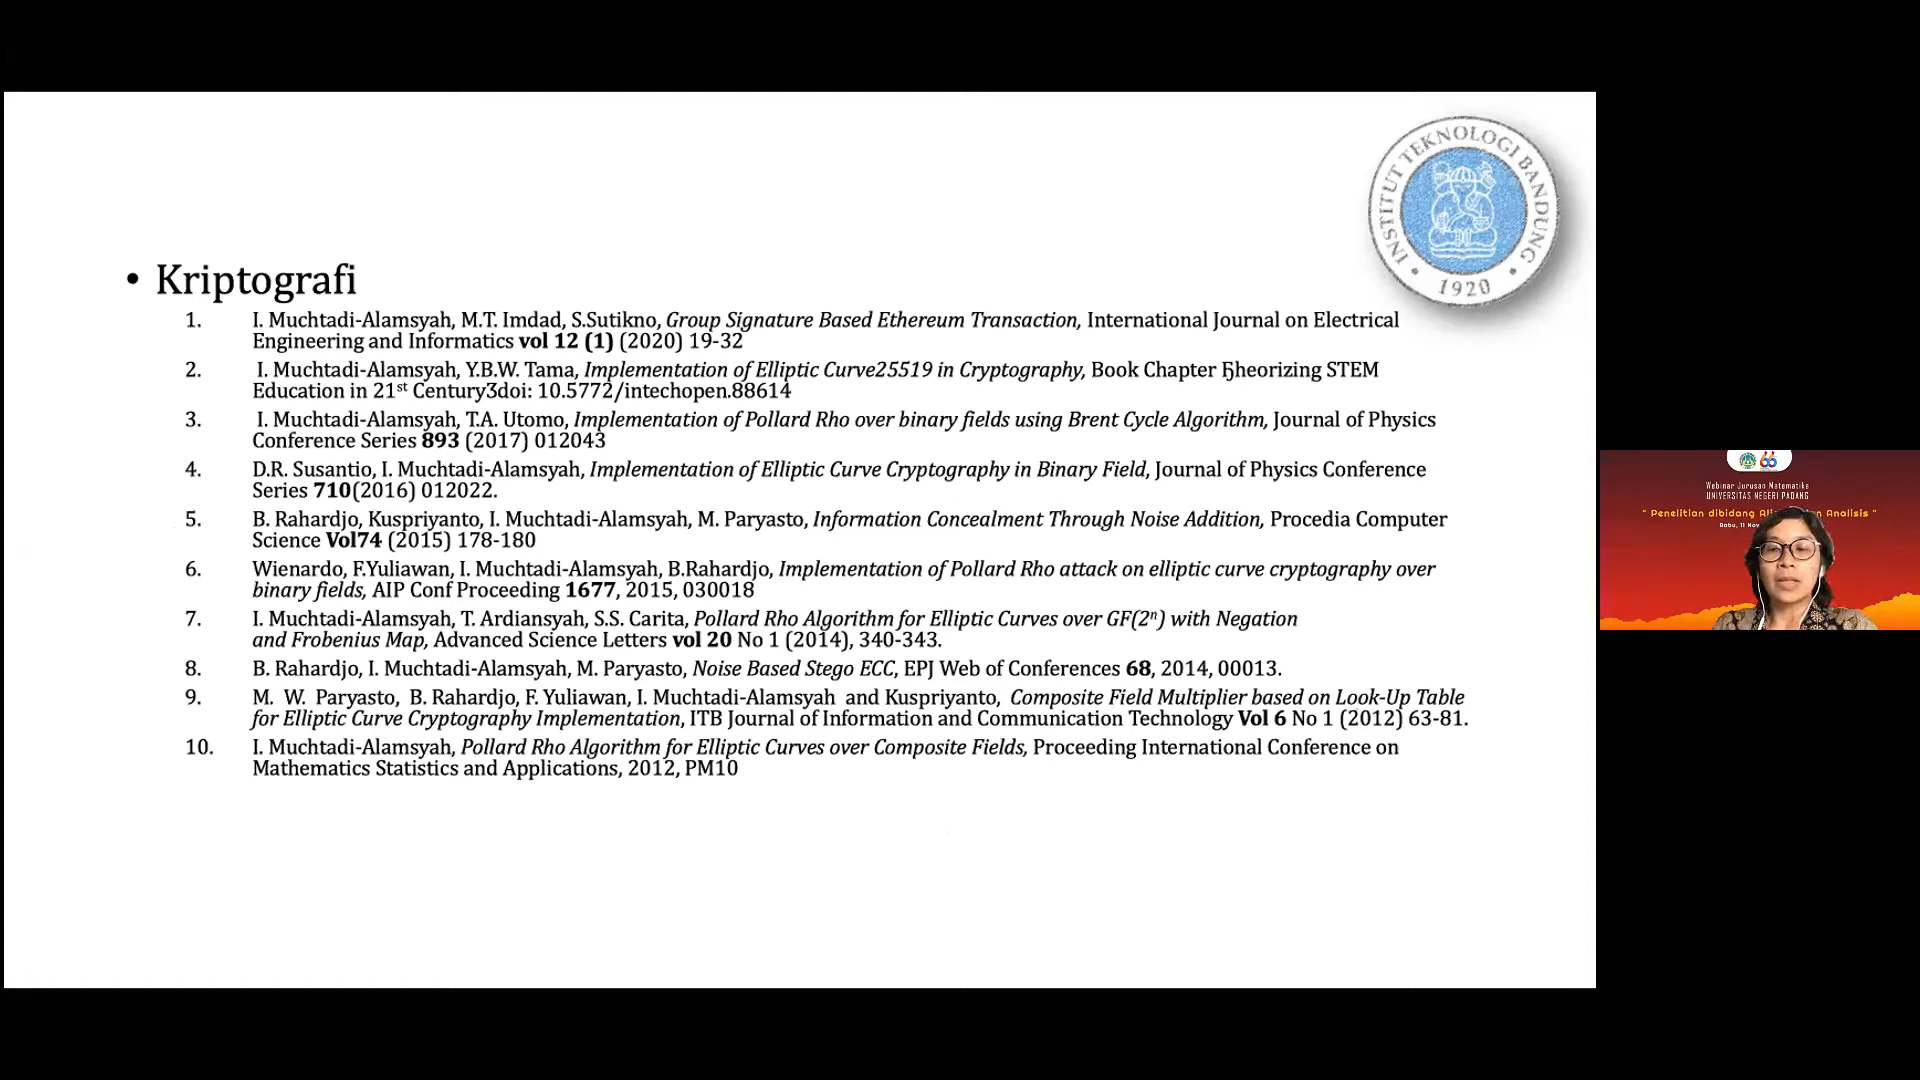 INSTITUT TEKNOLOGI BANDUNG
1920
• Kriptografi
1. I. Muchtadi-Alamsyah, M.T. Imdad, S.Sutikno, Group Signature Based Ethereum Transaction, International Journal on Electrical
Engineering and Informatics vol 12 (1) (2020) 19-32
2. I. Muchtadi-Alamsyah, Y.B.W. Tama, Implementation of Elliptic Curve25519 in Cryptography, Book Chapter Ђheorizing STEM
Education in 21st CenturyƷdoi: 10.5772/intechopen.88614
3. I. Muchtadi-Alamsyah, T.A. Utomo, Implementation of Pollard Rho over binary fields using Brent Cycle Algorithm, Journal of Physics
Conference Series 893 (2017) 012043
4. D.R. Susantio, I. Muchtadi-Alamsyah, Implementation of Elliptic Curve Cryptography in Binary Field, Journal of Physics Conference
Series 710(2016) 012022.
5. B. Rahardjo, Kuspriyanto, I. Muchtadi-Alamsyah, M. Paryasto, Information Concealment Through Noise Addition, Procedia Computer
Science Vol74 (2015) 178-180
6. Wienardo, F.Yuliawan, I. Muchtadi-Alamsyah, B.Rahardjo, Implementation of Pollard Rho attack on elliptic curve cryptography over
binary fields, AIP Conf Proceeding 1677, 2015, 030018
7. I. Muchtadi-Alamsyah, T. Ardiansyah, S.S. Carita, Pollard Rho Algorithm for Elliptic Curves over GF(2ⁿ) with Negation
and Frobenius Map, Advanced Science Letters vol 20 No 1 (2014), 340-343.
8. B. Rahardjo, I. Muchtadi-Alamsyah, M. Paryasto, Noise Based Stego ECC, EPJ Web of Conferences 68, 2014, 00013.
9. M. W. Paryasto, B. Rahardjo, F. Yuliawan, I. Muchtadi-Alamsyah and Kuspriyanto, Composite Field Multiplier based on Look-Up Table
for Elliptic Curve Cryptography Implementation, ITB Journal of Information and Communication Technology Vol 6 No 1 (2012) 63-81.
10. I. Muchtadi-Alamsyah, Pollard Rho Algorithm for Elliptic Curves over Composite Fields, Proceeding International Conference on
Mathematics Statistics and Applications, 2012, PM10
66
Webinar Jurusan Matematika
UNIVERSITAS NEGERI PADANG
" Penelitian dibidang Analisis "
Rabu, 11